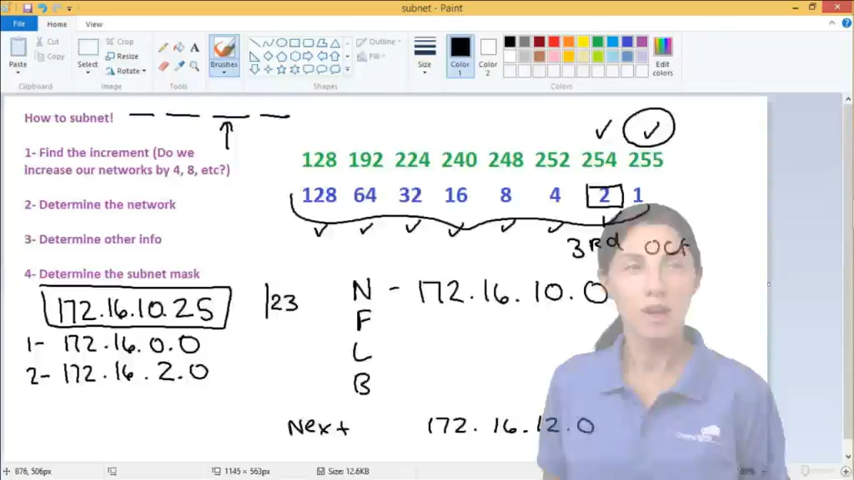 subnet - Paint
File Home View
Paste
Cut
Copy
Clipboard
Select
Crop
Resize
Rotate
Image
Tools
Brushes
Shapes
Outline
Fill
Size
Color 1
Color 2
Edit colors
Colors
How to subnet!
1- Find the increment (Do we
increase our networks by 4, 8, etc?)
2- Determine the network
3- Determine other info
4- Determine the subnet mask
128 192 224 240 248 252 254 255
128 64 32 16 8 4 2 1
3Rd Oct
172.16.10.25 /23
1- 172.16.0.0
2- 172.16.2.0
N - 172.16.10.0
F
L
B
Next 172.16.12.0
876, 506px
1145 × 563px
Size: 12.6KB